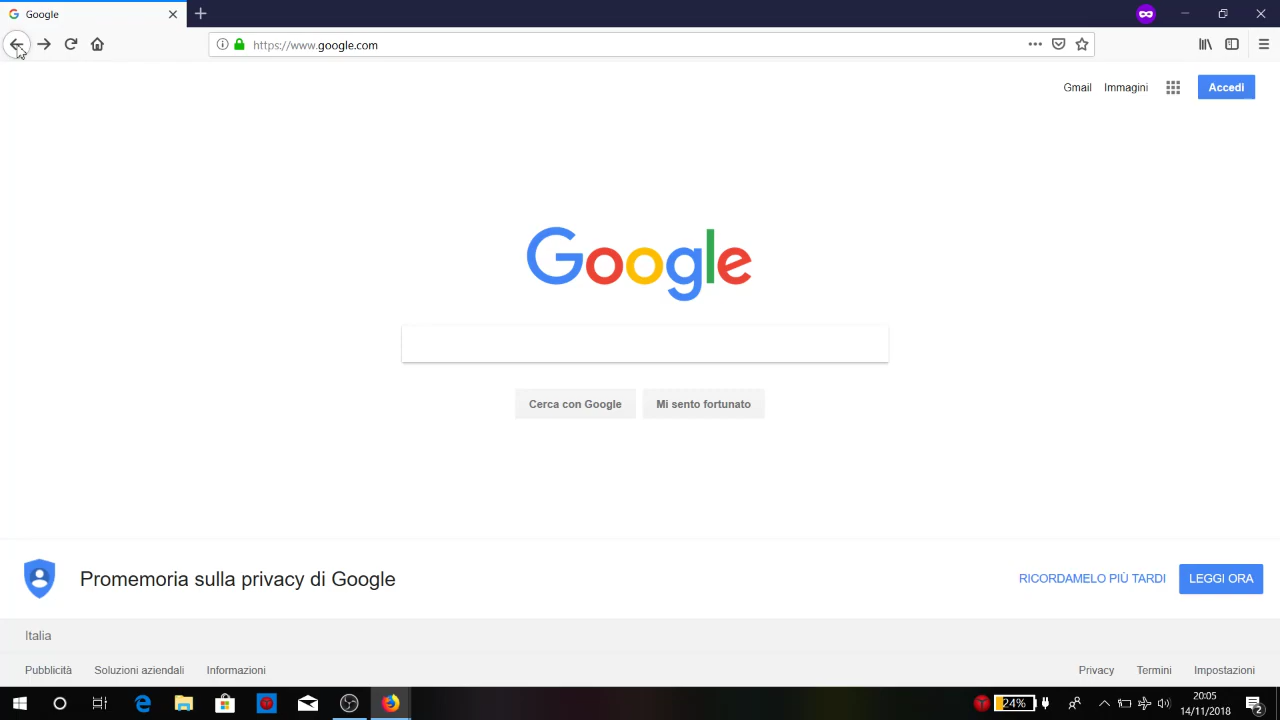 Google
https://www.google.com
Gmail Immagini Accedi
Google
Cerca con Google Mi sento fortunato
Promemoria sulla privacy di Google RICORDAMELO PIÙ TARDI LEGGI ORA
Italia
Pubblicità Soluzioni aziendali Informazioni Privacy Termini Impostazioni
24%
20:05
14/11/2018
2